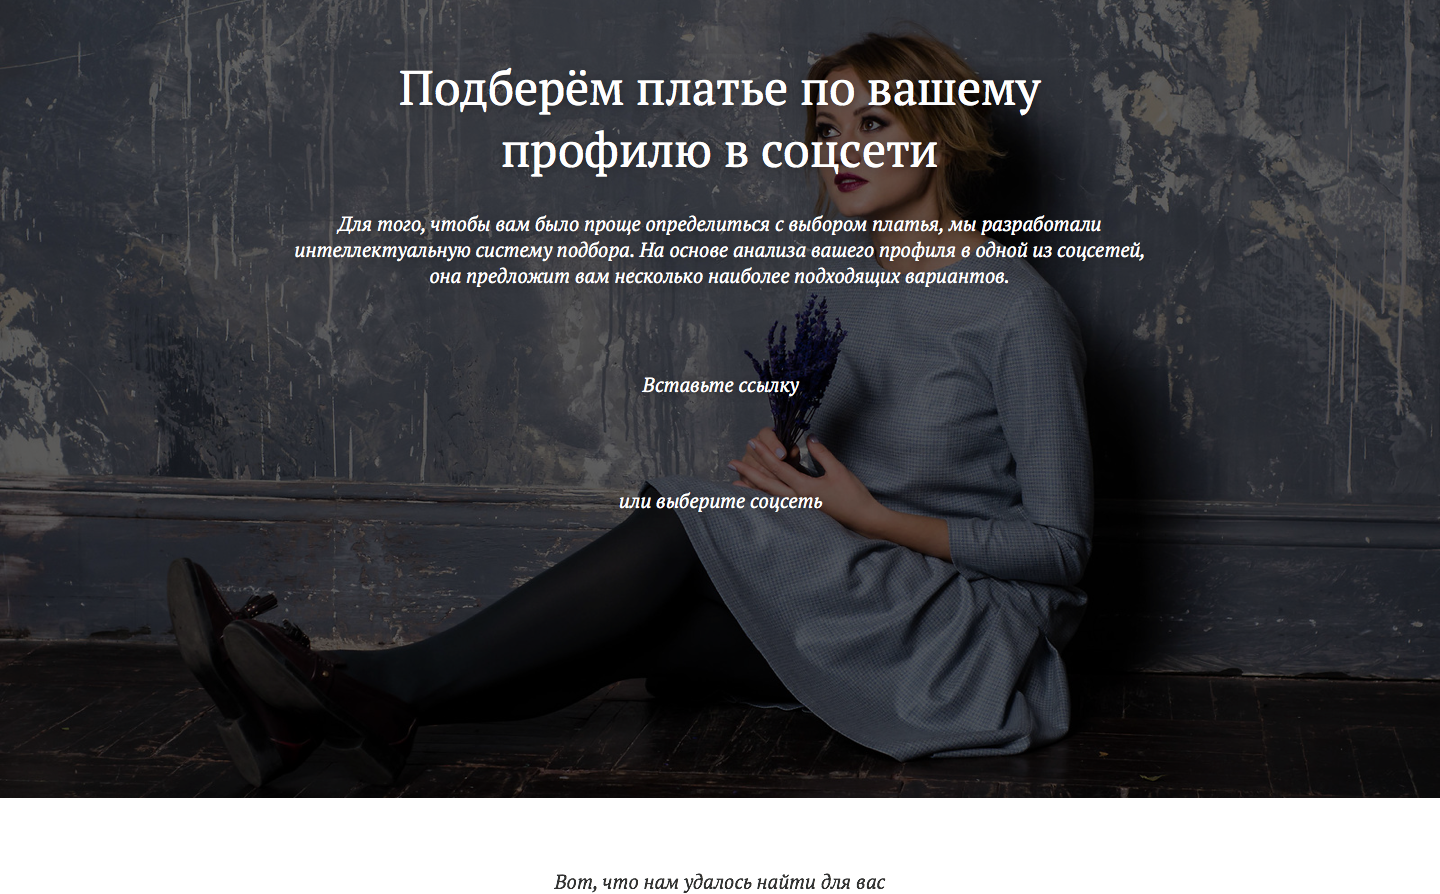 Подберём платье по вашему
профилю в соцсети
Для того, чтобы вам было проще определиться с выбором платья, мы разработали
интеллектуальную систему подбора. На основе анализа вашего профиля в одной из соцсетей,
она предложит вам несколько наиболее подходящих вариантов.
Вставьте ссылку
или выберите соцсеть
Вот, что нам удалось найти для вас